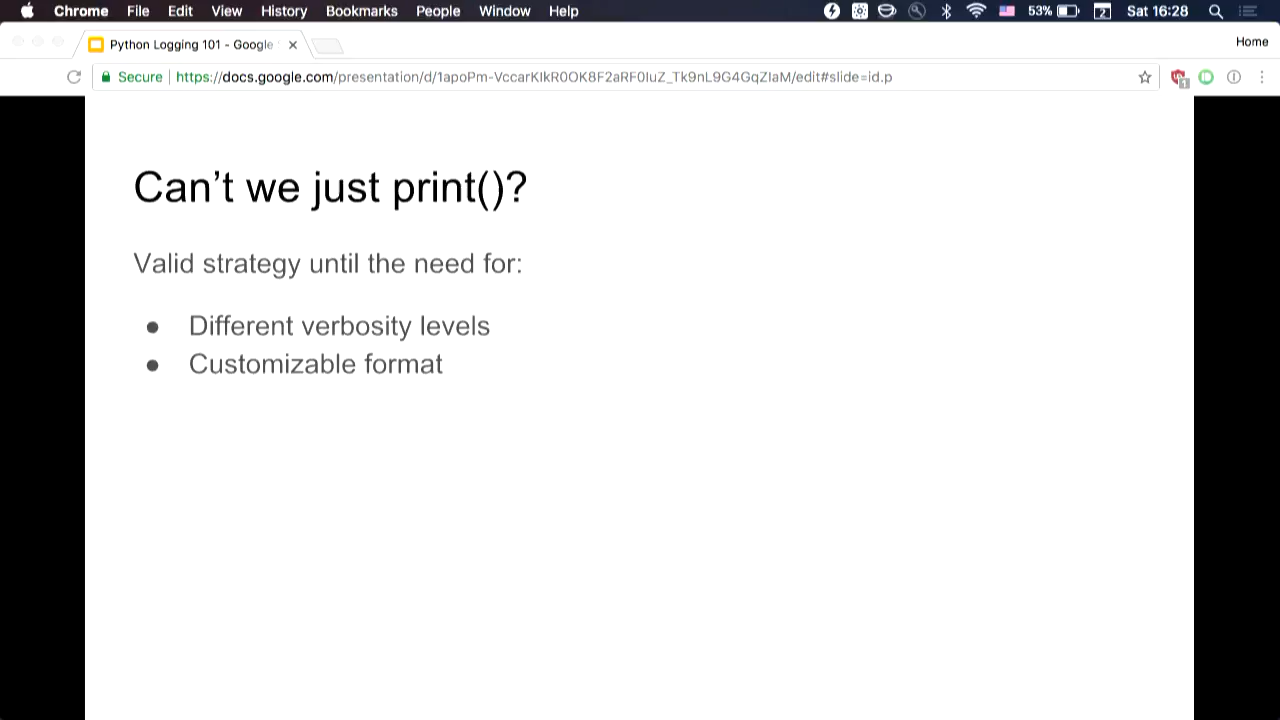 Chrome File Edit View History Bookmarks People Window Help 53% 2 Sat 16:28
Python Logging 101 - Google Home
Secure https://docs.google.com/presentation/d/1apoPm-VccarKIkR0OK8F2aRF0IuZ_Tk9nL9G4GqZIaM/edit#slide=id.p
1
Can’t we just print()?
Valid strategy until the need for:
● Different verbosity levels
● Customizable format